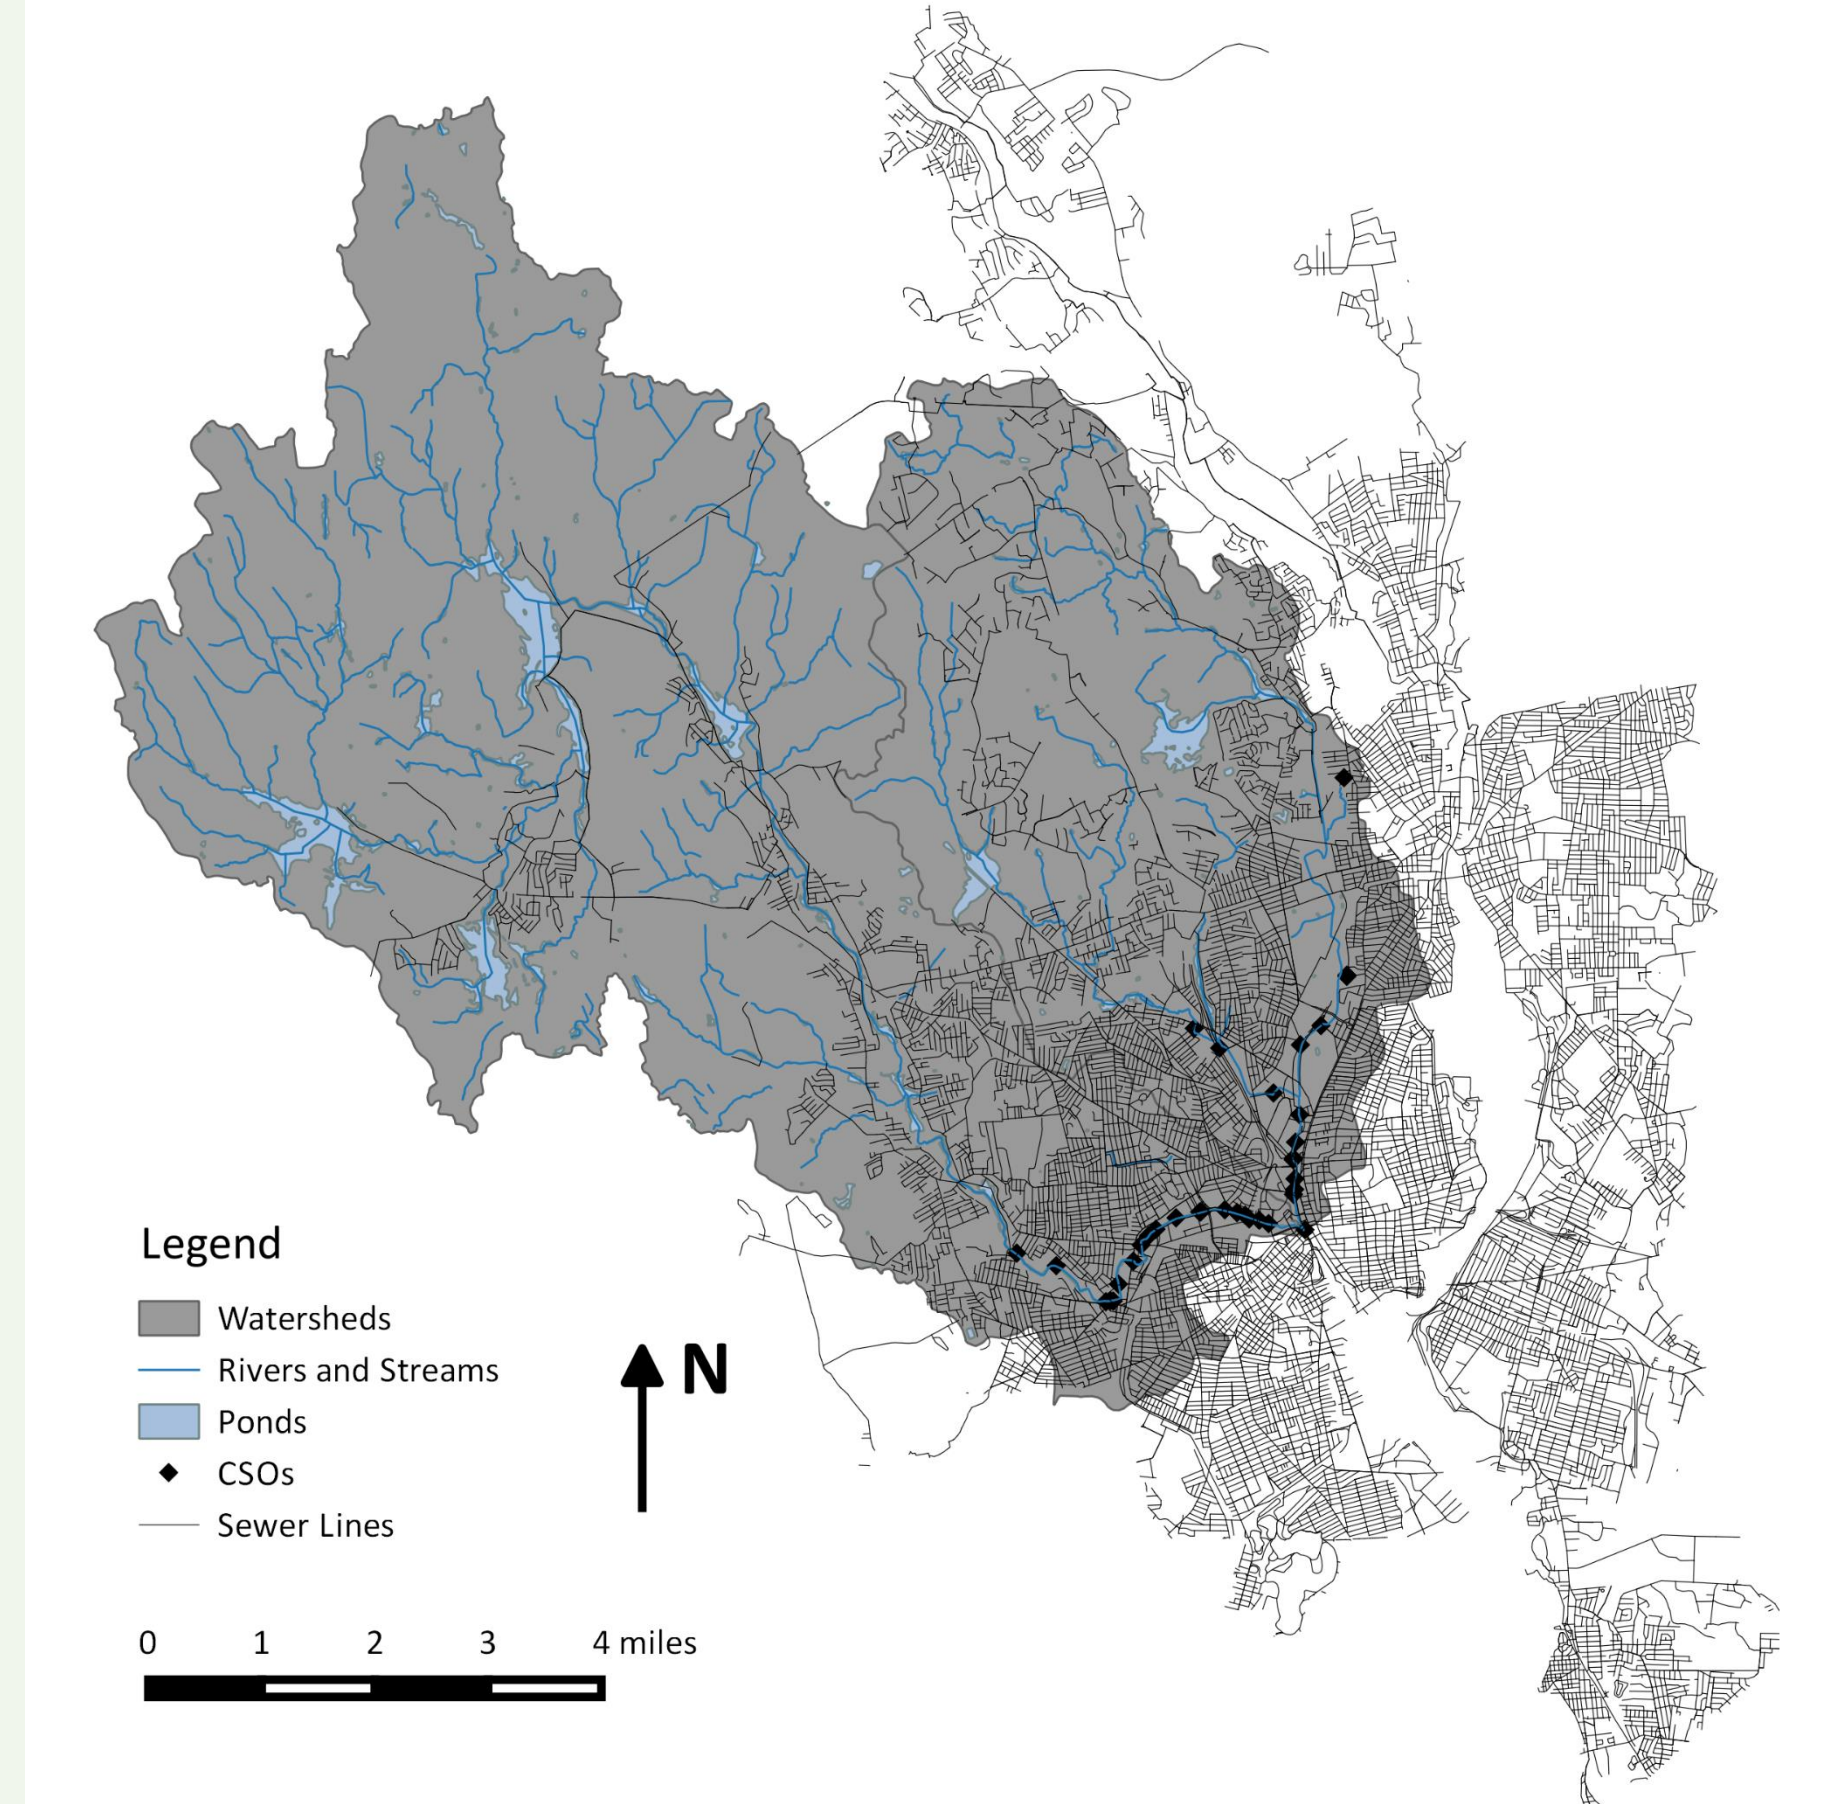 Legend
Watersheds
Rivers and Streams
Ponds
CSOs
Sewer Lines
N
0 1 2 3 4 miles